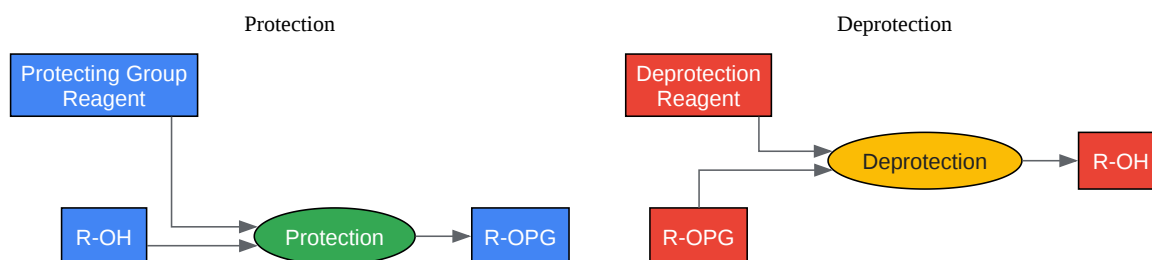 Protection
Protecting Group
Reagent
R-OH
Protection
R-OPG
Deprotection
Deprotection
Reagent
R-OPG
Deprotection
R-OH